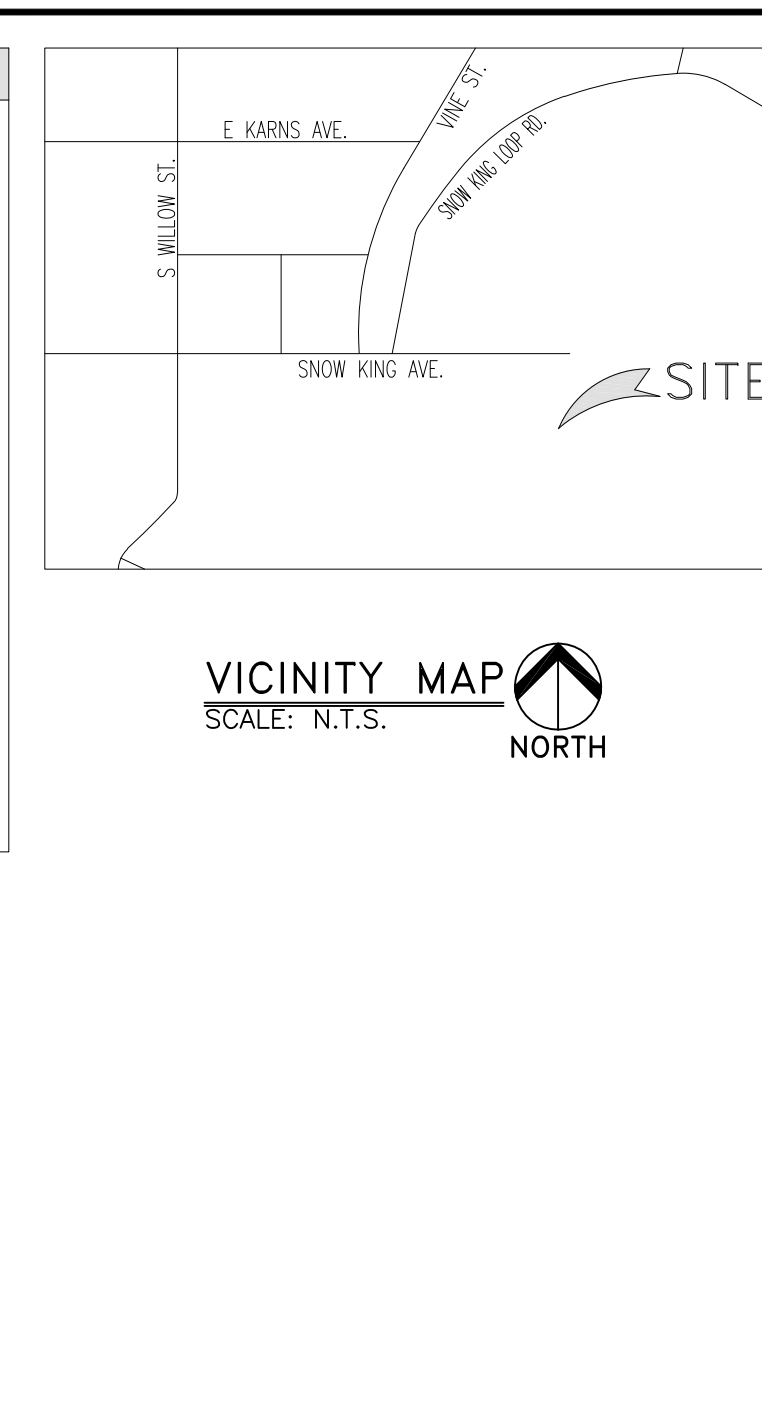 VINE ST.
E KARNS AVE.
SNOW KING LOOP RD.
S WILLOW ST.
SNOW KING AVE.
SITE
VICINITY MAP
SCALE: N.T.S.
NORTH